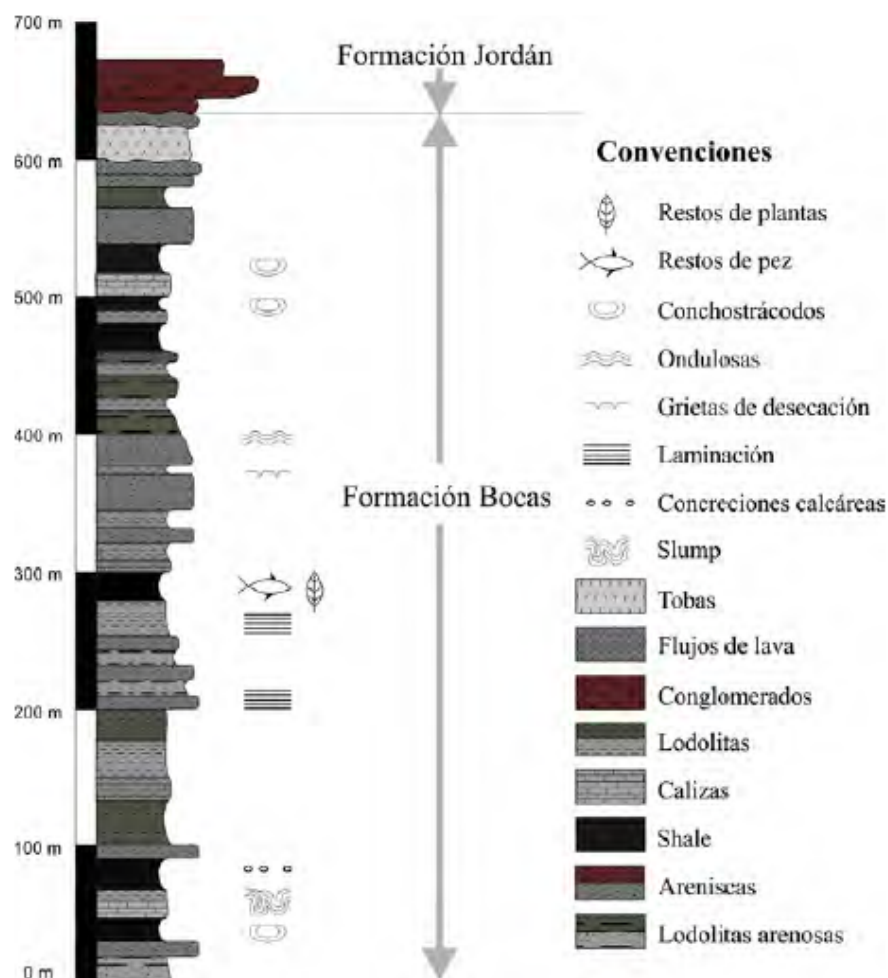 700 m
600 m
500 m
400 m
300 m
200 m
100 m
0 m
Formación Jordán
Formación Bocas
Convenciones
Restos de plantas
Restos de pez
Conchostrácodos
Ondulosas
Grietas de desecación
Laminación
Concreciones calcáreas
Slump
Tobas
Flujos de lava
Conglomerados
Lodolitas
Calizas
Shale
Areniscas
Lodolitas arenosas